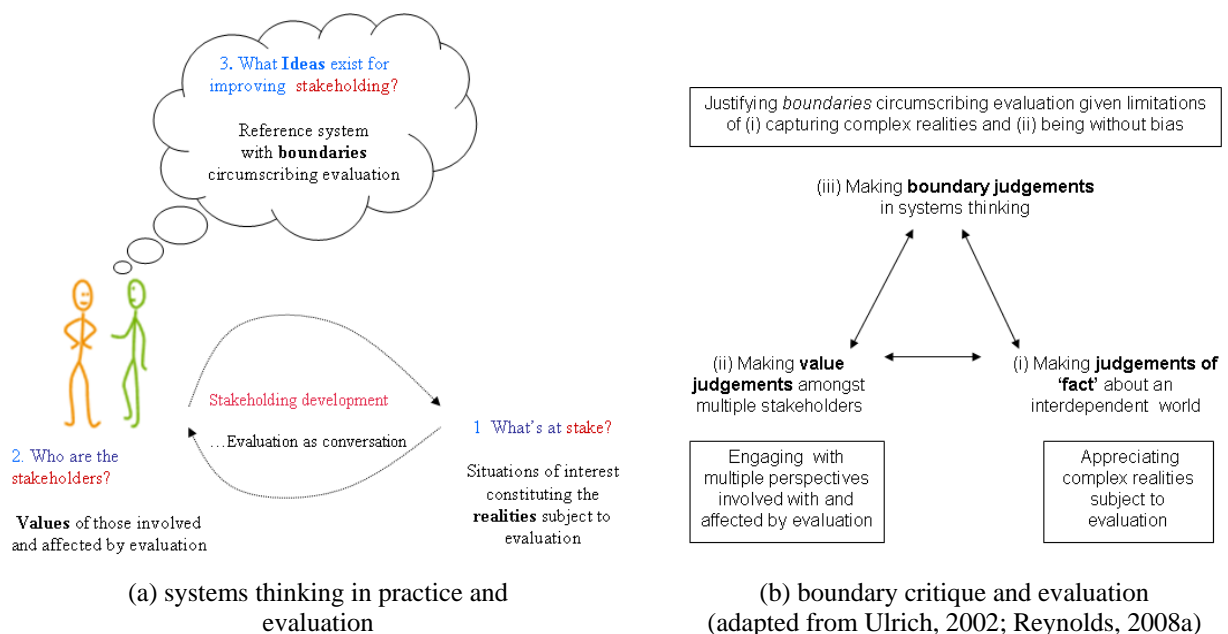 3. What Ideas exist for
improving stakeholding?
Reference system
with boundaries
circumscribing evaluation
Stakeholding development
...Evaluation as conversation
1 What's at stake?
Situations of interest
constituting the
realities subject to
evaluation
2. Who are the
stakeholders?
Values of those involved
and affected by evaluation
(a) systems thinking in practice and
evaluation
Justifying boundaries circumscribing evaluation given limitations
of (i) capturing complex realities and (ii) being without bias
(iii) Making boundary judgements
in systems thinking
(ii) Making value
judgements amongst
multiple stakeholders
(i) Making judgements of
‘fact’ about an
interdependent world
Engaging with
multiple perspectives
involved with and
affected by evaluation
Appreciating
complex realities
subject to
evaluation
(b) boundary critique and evaluation
(adapted from Ulrich, 2002; Reynolds, 2008a)